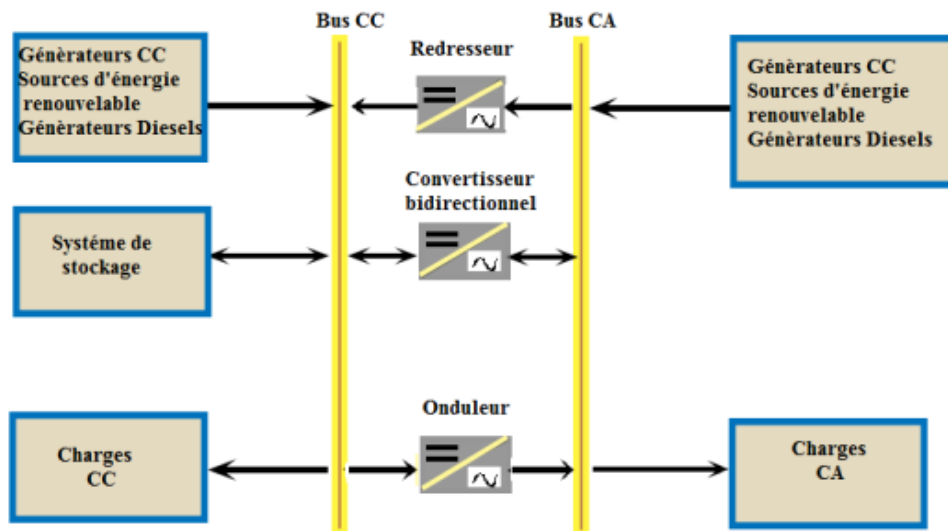 Bus CC
Bus CA
Redresseur
Génèrateurs CC
Sources d'énergie
renouvelable
Génèrateurs Diesels
Génèrateurs CC
Sources d'énergie
renouvelable
Génèrateurs Diesels
Convertisseur
bidirectionnel
Systéme de
stockage
Onduleur
Charges
CC
Charges
CA